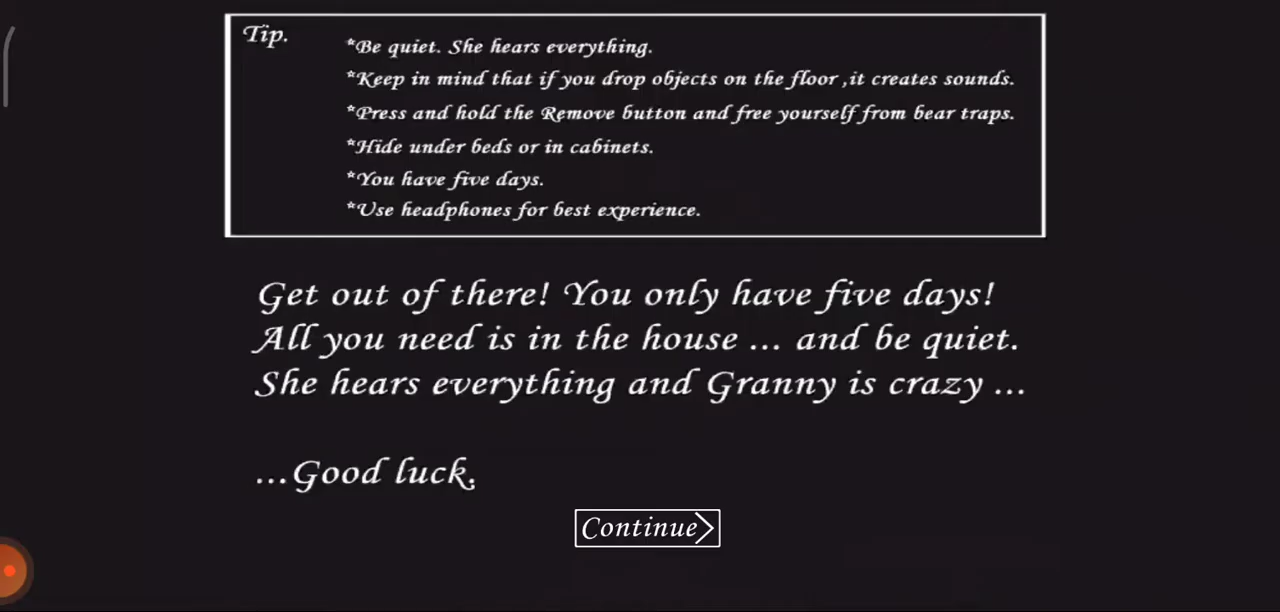 Tip.
*Be quiet. She hears everything.
*Keep in mind that if you drop objects on the floor ,it creates sounds.
*Press and hold the Remove button and free yourself from bear traps.
*Hide under beds or in cabinets.
*You have five days.
*Use headphones for best experience.
Get out of there! You only have five days!
All you need is in the house ... and be quiet.
She hears everything and Granny is crazy ...
...Good luck.
Continue